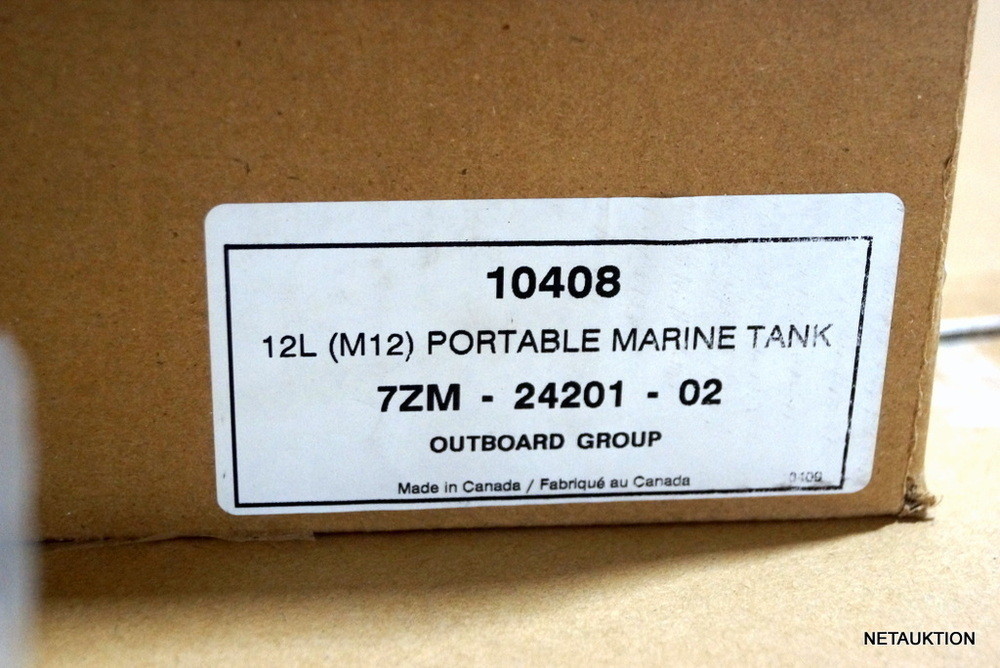 10408
12L (M12) PORTABLE MARINE TANK
7ZM - 24201 - 02
OUTBOARD GROUP
Made in Canada / Fabriqué au Canada
NETAUKTION